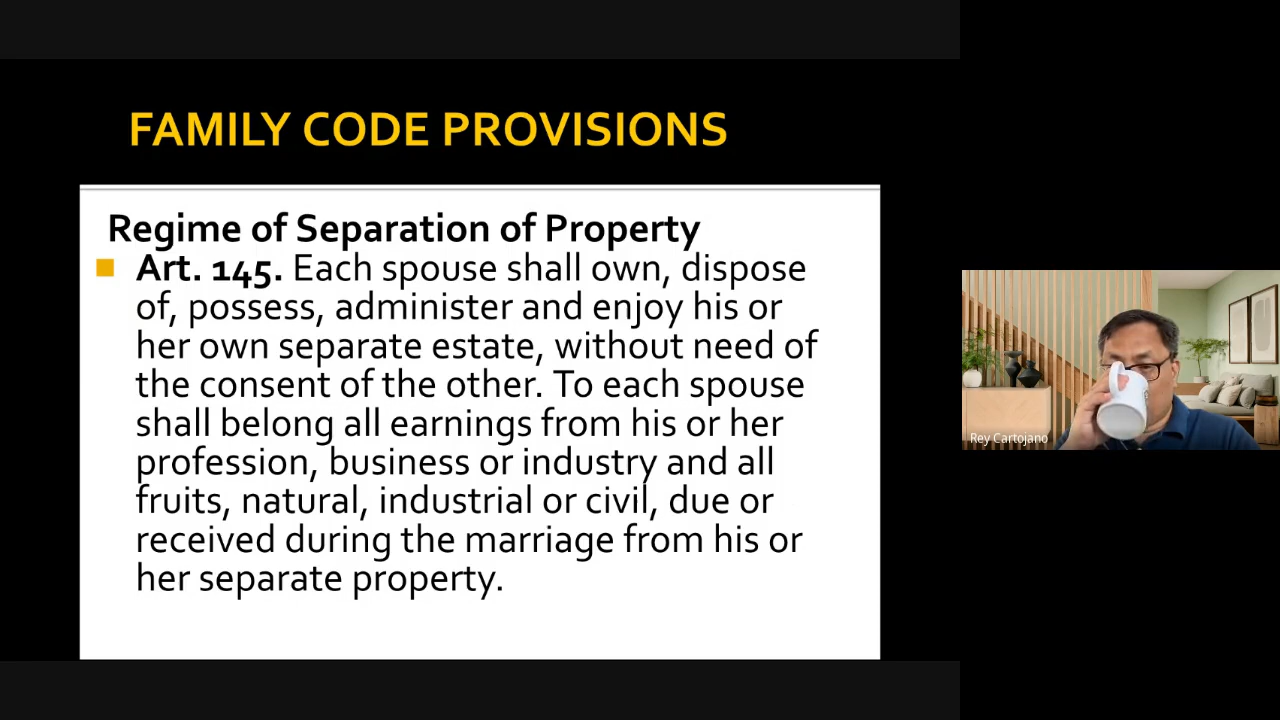 FAMILY CODE PROVISIONS
Regime of Separation of Property
Art. 145. Each spouse shall own, dispose
of, possess, administer and enjoy his or
her own separate estate, without need of
the consent of the other. To each spouse
shall belong all earnings from his or her
profession, business or industry and all
fruits, natural, industrial or civil, due or
received during the marriage from his or
her separate property.
Rey Cartojano